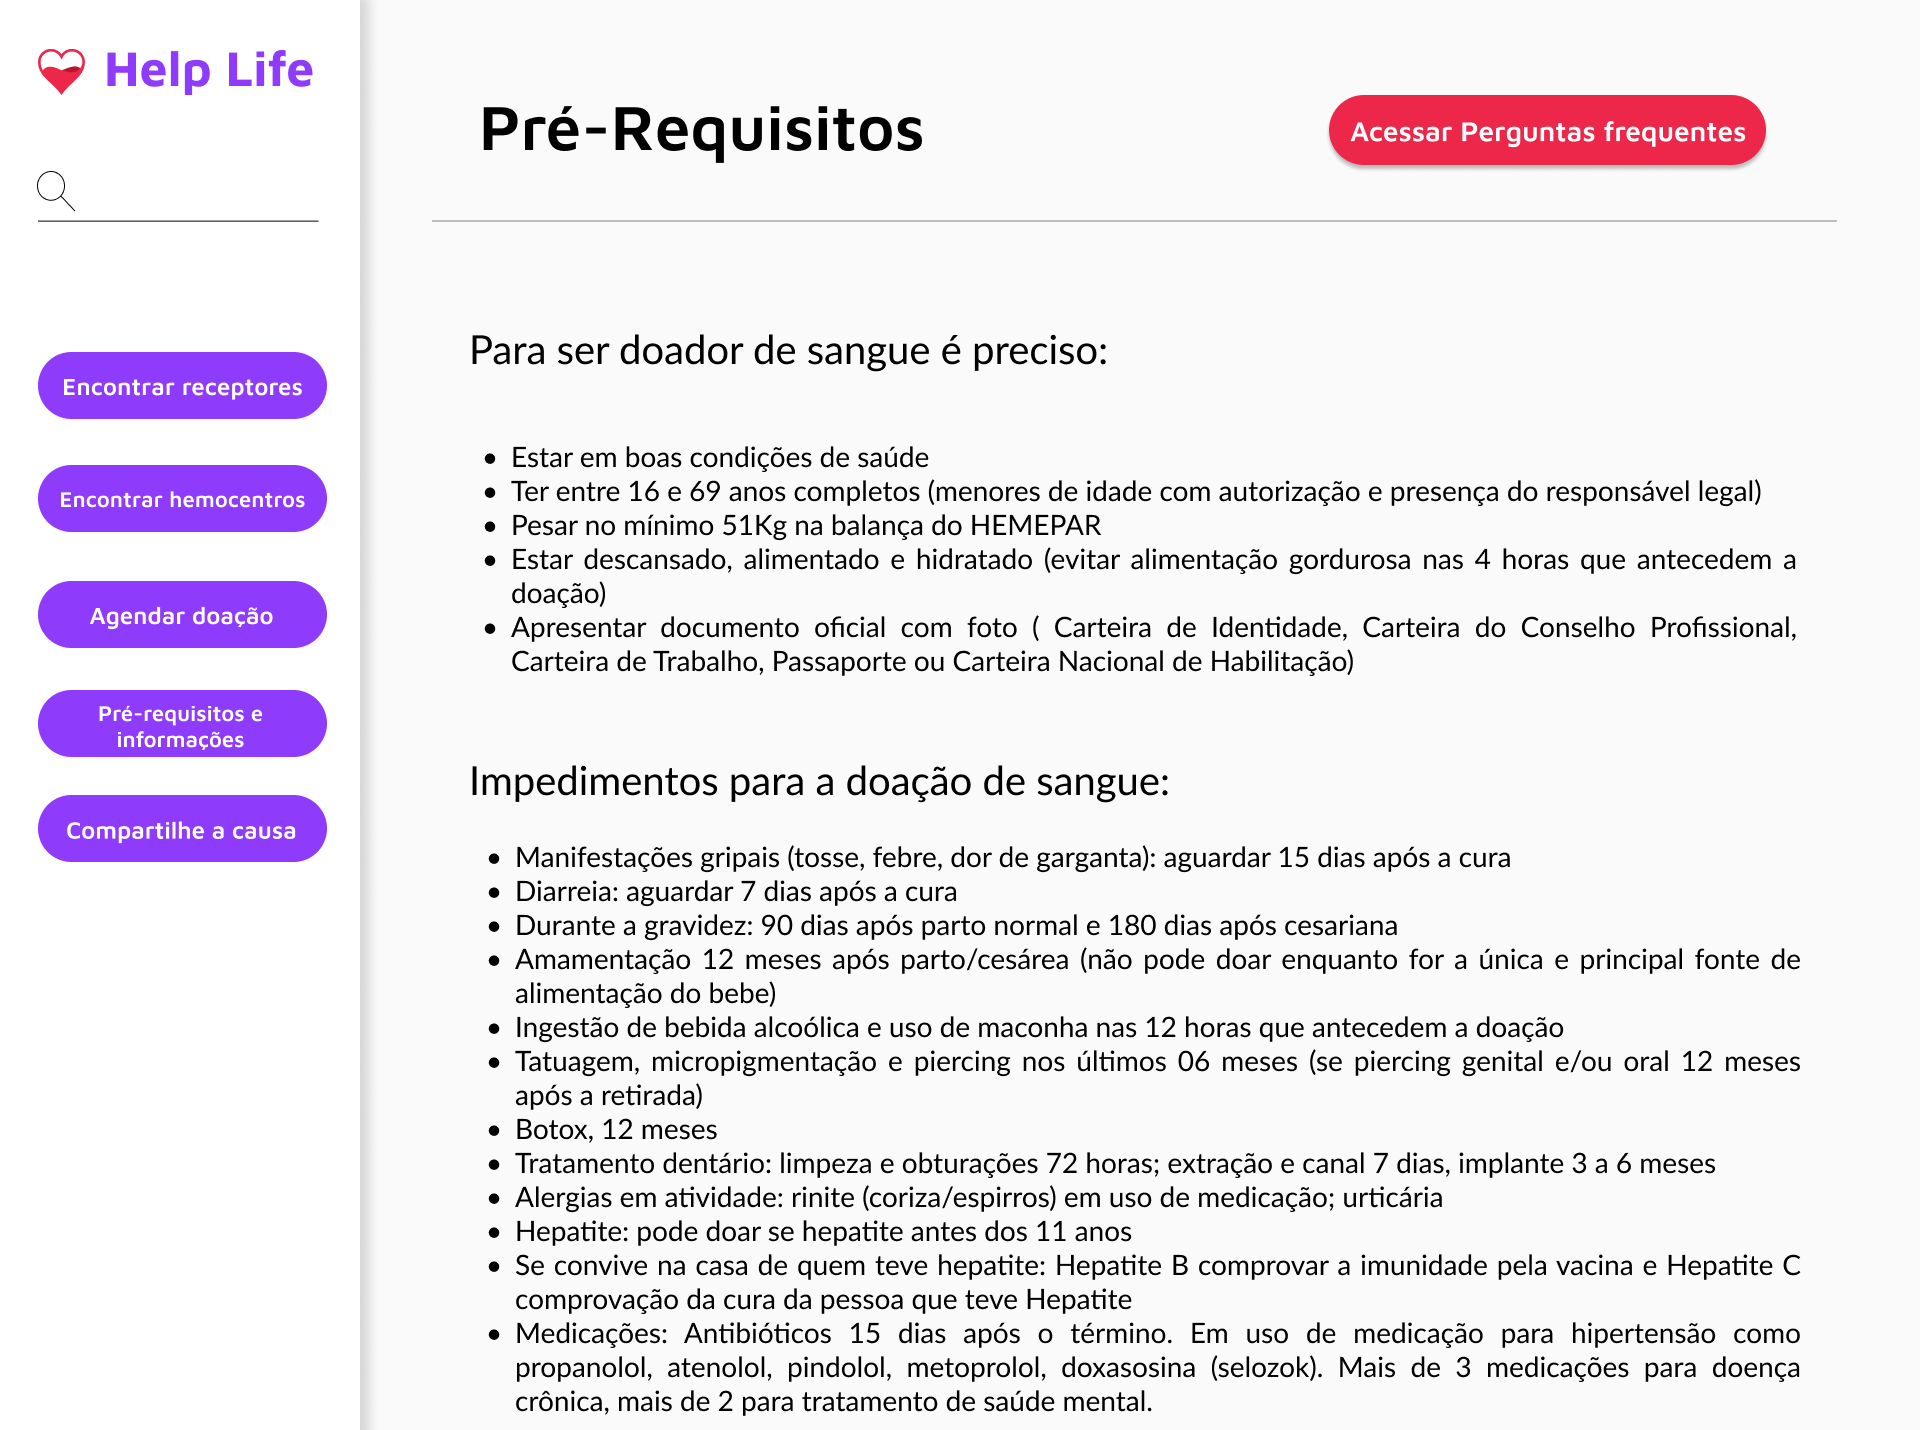 Help Life
Encontrar receptores
Encontrar hemocentros
Agendar doação
Pré-requisitos e
informações
Compartilhe a causa
Pré-Requisitos
Acessar Perguntas frequentes
Para ser doador de sangue é preciso:
• Estar em boas condições de saúde
• Ter entre 16 e 69 anos completos (menores de idade com autorização e presença do responsável legal)
• Pesar no mínimo 51Kg na balança do HEMEPAR
• Estar descansado, alimentado e hidratado (evitar alimentação gordurosa nas 4 horas que antecedem a
doação)
• Apresentar documento oficial com foto ( Carteira de Identidade, Carteira do Conselho Profissional,
Carteira de Trabalho, Passaporte ou Carteira Nacional de Habilitação)
Impedimentos para a doação de sangue:
• Manifestações gripais (tosse, febre, dor de garganta): aguardar 15 dias após a cura
• Diarreia: aguardar 7 dias após a cura
• Durante a gravidez: 90 dias após parto normal e 180 dias após cesariana
• Amamentação 12 meses após parto/cesárea (não pode doar enquanto for a única e principal fonte de
alimentação do bebe)
• Ingestão de bebida alcoólica e uso de maconha nas 12 horas que antecedem a doação
• Tatuagem, micropigmentação e piercing nos últimos 06 meses (se piercing genital e/ou oral 12 meses
após a retirada)
• Botox, 12 meses
• Tratamento dentário: limpeza e obturações 72 horas; extração e canal 7 dias, implante 3 a 6 meses
• Alergias em atividade: rinite (coriza/espirros) em uso de medicação; urticária
• Hepatite: pode doar se hepatite antes dos 11 anos
• Se convive na casa de quem teve hepatite: Hepatite B comprovar a imunidade pela vacina e Hepatite C
comprovação da cura da pessoa que teve Hepatite
• Medicações: Antibióticos 15 dias após o término. Em uso de medicação para hipertensão como
propanolol, atenolol, pindolol, metoprolol, doxasosina (selozok). Mais de 3 medicações para doença
crônica, mais de 2 para tratamento de saúde mental.